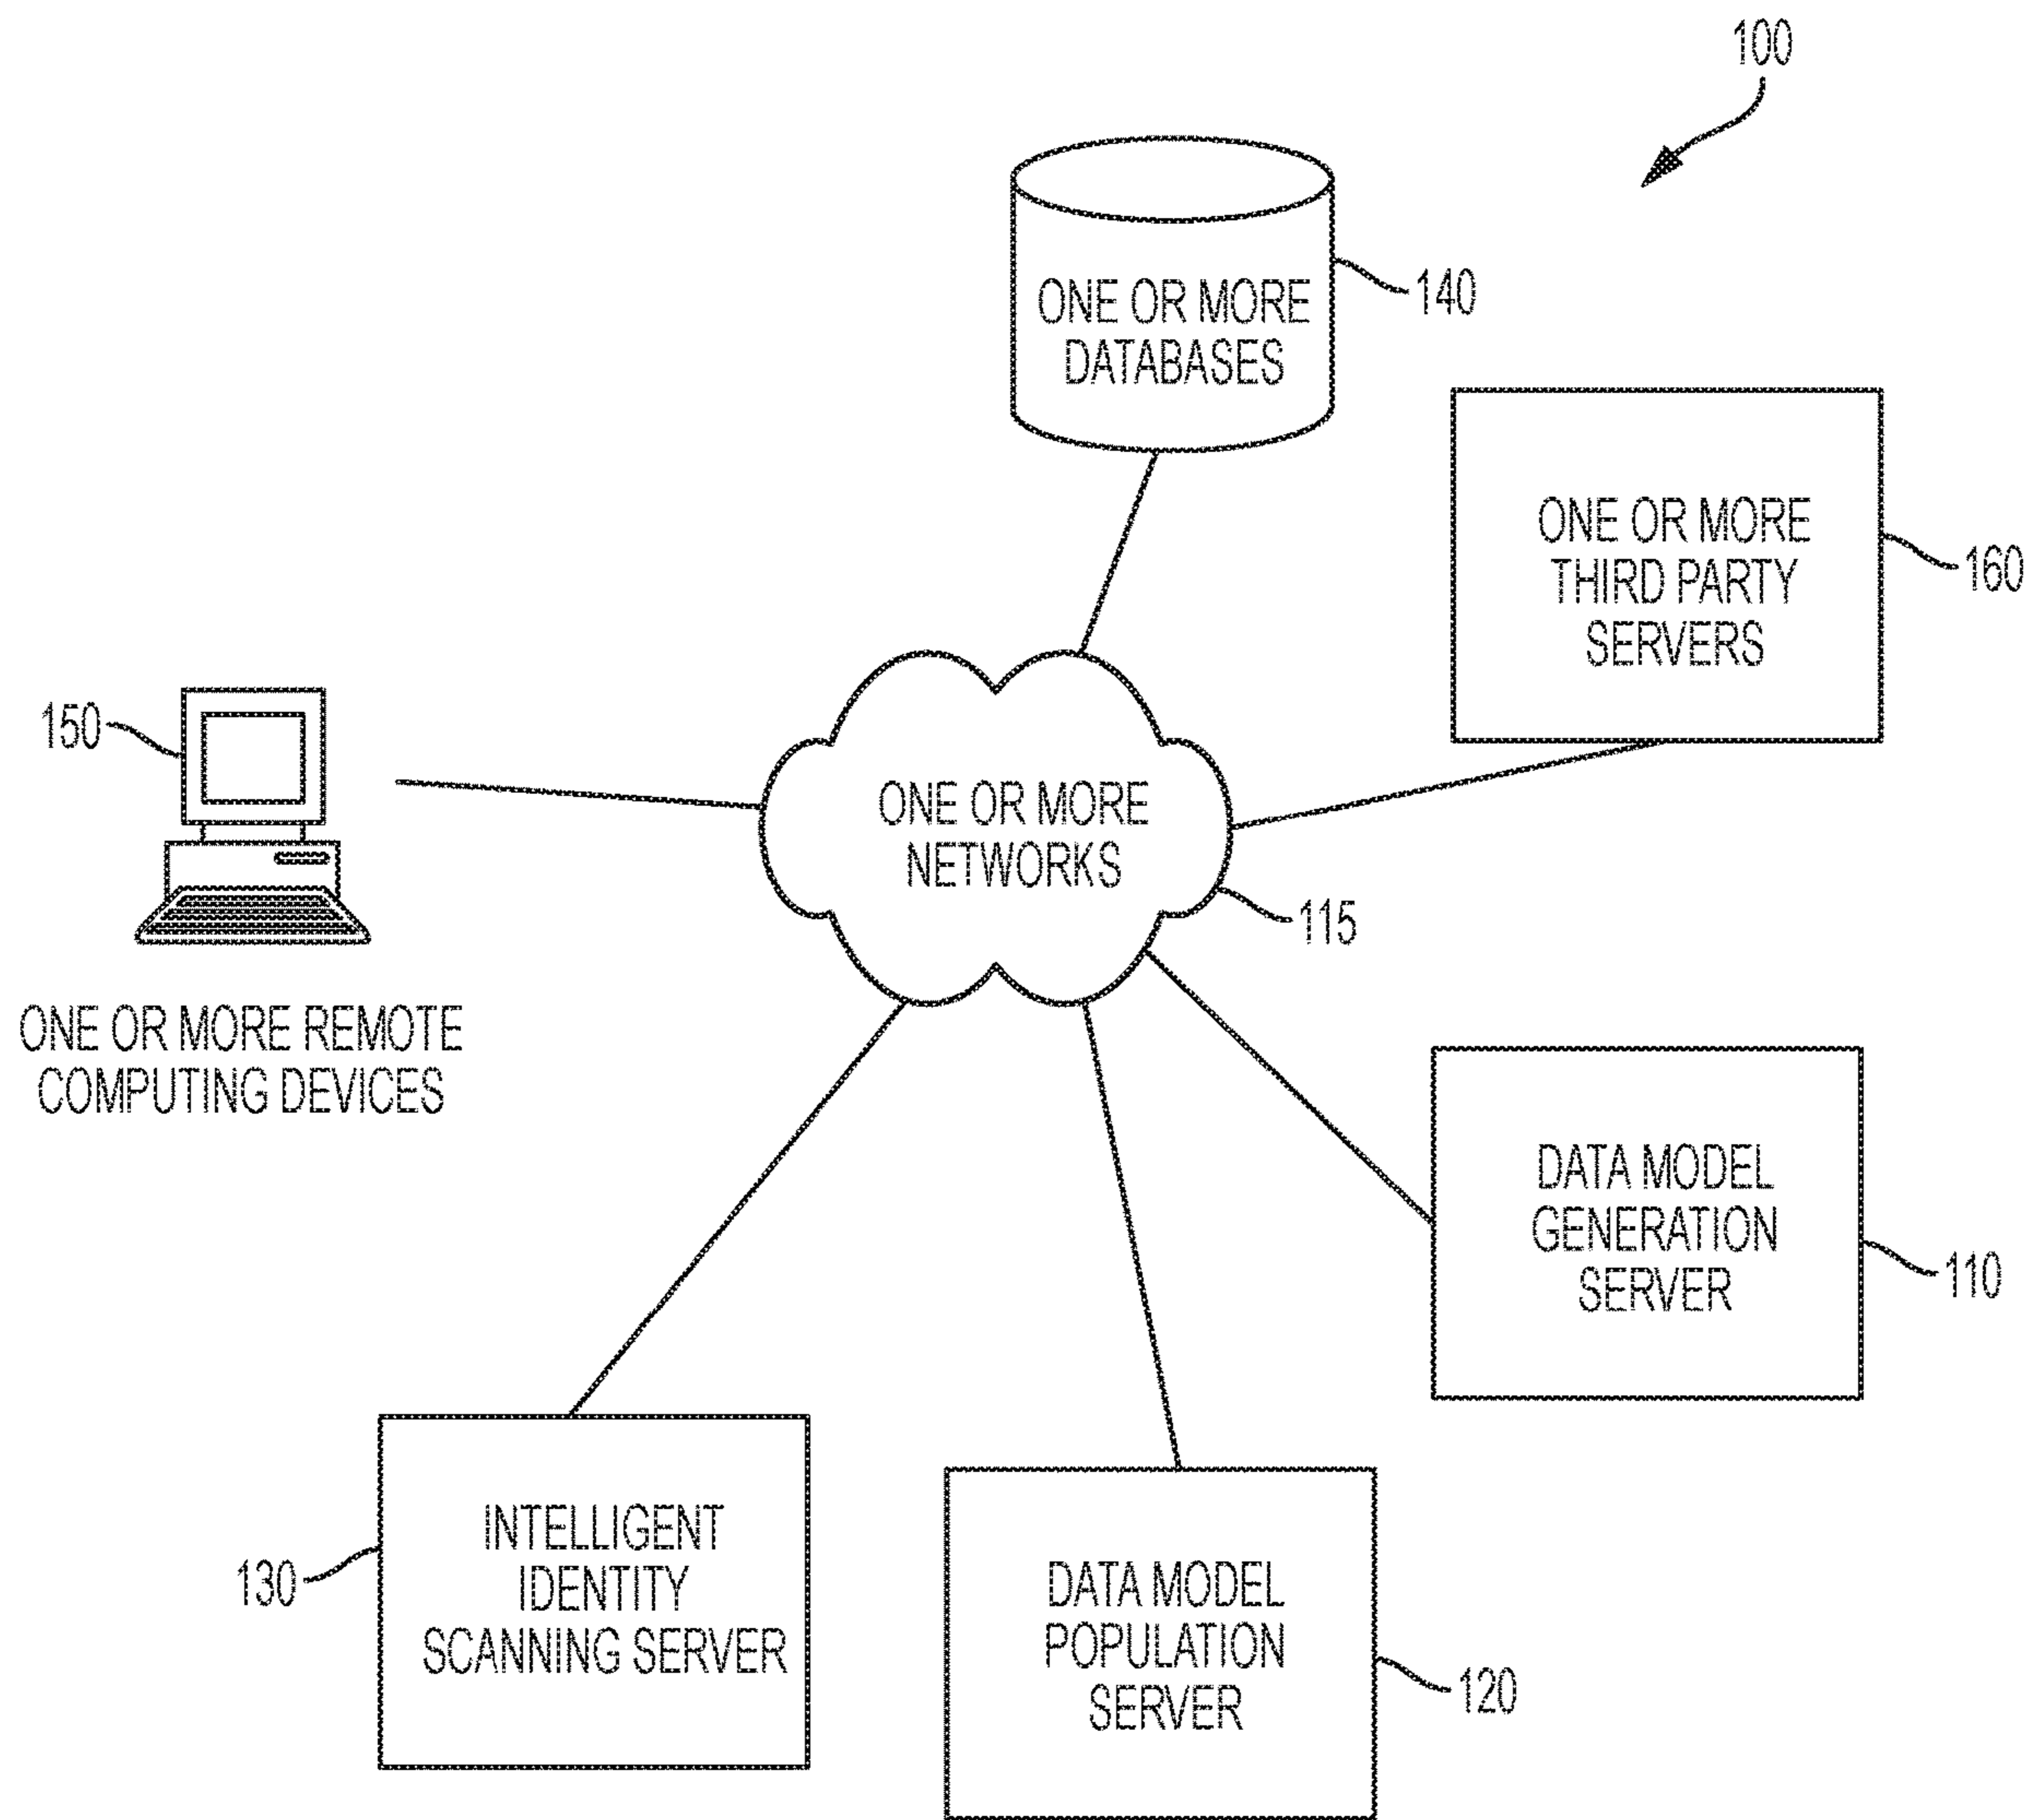 100
ONE OR MORE
DATABASES
140
ONE OR MORE
THIRD PARTY
SERVERS
160
150
ONE OR MORE REMOTE
COMPUTING DEVICES
ONE OR MORE
NETWORKS
115
DATA MODEL
GENERATION
SERVER
110
INTELLIGENT
IDENTITY
SCANNING SERVER
130
DATA MODEL
POPULATION
SERVER
120